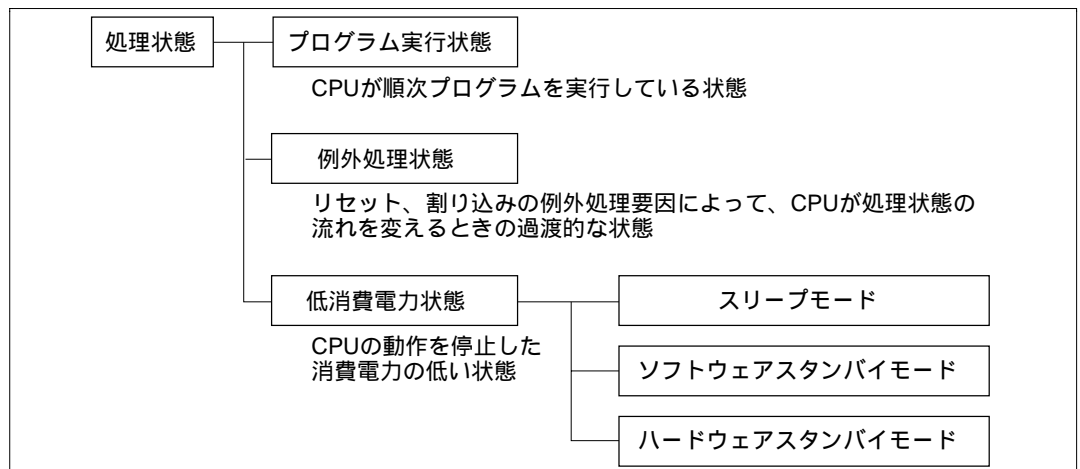 処理状態
プログラム実行状態
CPUが順次プログラムを実行している状態
例外処理状態
リセット、割り込みの例外処理要因によって、CPUが処理状態の
流れを変えるときの過渡的な状態
低消費電力状態
CPUの動作を停止した
消費電力の低い状態
スリープモード
ソフトウェアスタンバイモード
ハードウェアスタンバイモード